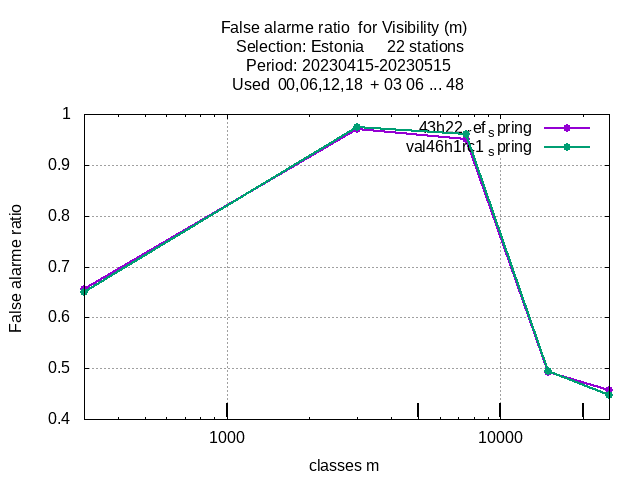 False alarme ratio for Visibility (m)
Selection: Estonia 22 stations
Period: 20230415-20230515
Used 00,06,12,18 + 03 06 ... 48
1
0.9
0.8
0.7
0.6
0.5
0.4
False alarme ratio
43h22_ref_spring
val46h1rc1_spring
1000
10000
classes m